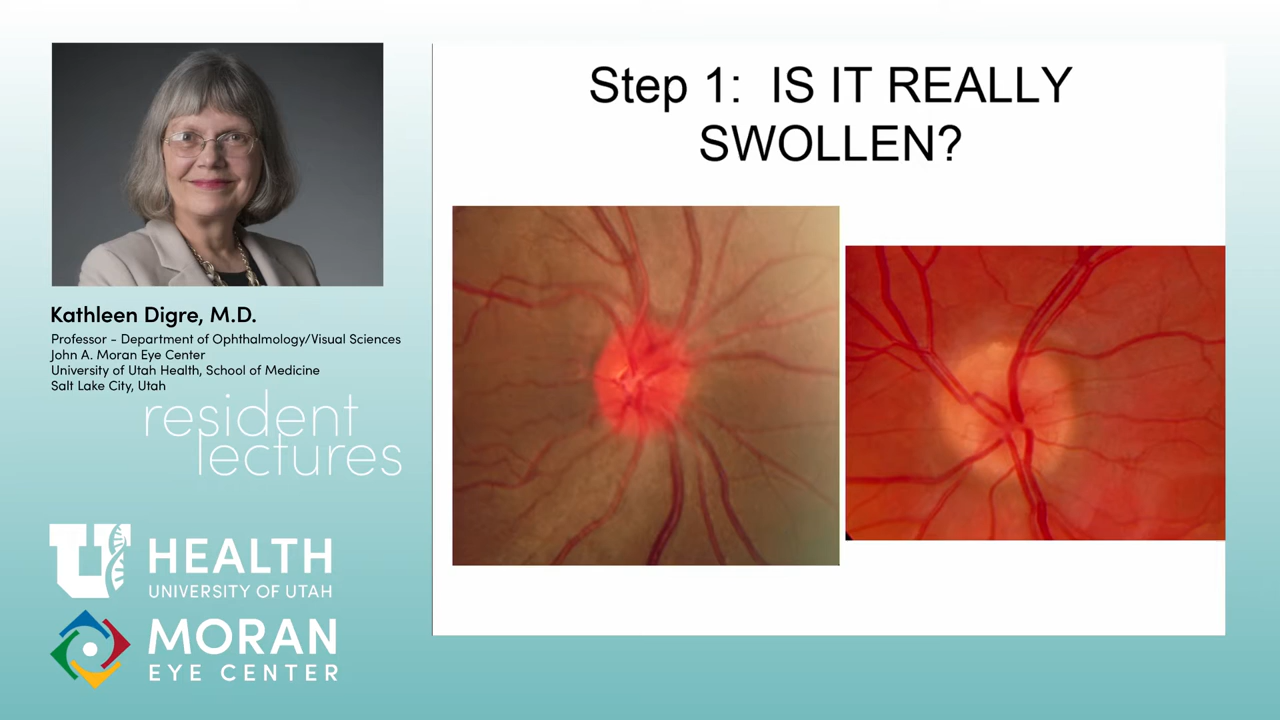 Step 1: IS IT REALLY
SWOLLEN?
Kathleen Digre, M.D.
Professor - Department of Ophthalmology/Visual Sciences
John A. Moran Eye Center
University of Utah Health, School of Medicine
Salt Lake City, Utah
resident
lectures
U HEALTH
UNIVERSITY OF UTAH
MORAN
EYE CENTER